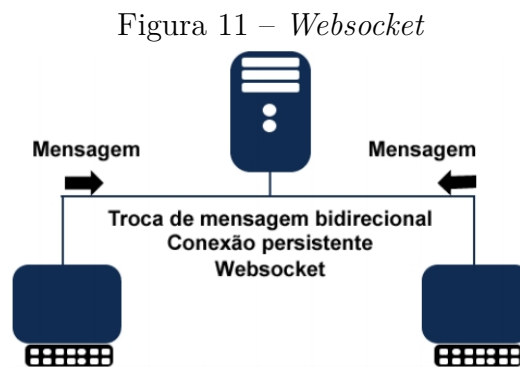 Figura 11 – Websocket
Mensagem
Mensagem
Troca de mensagem bidirecional
Conexão persistente
Websocket